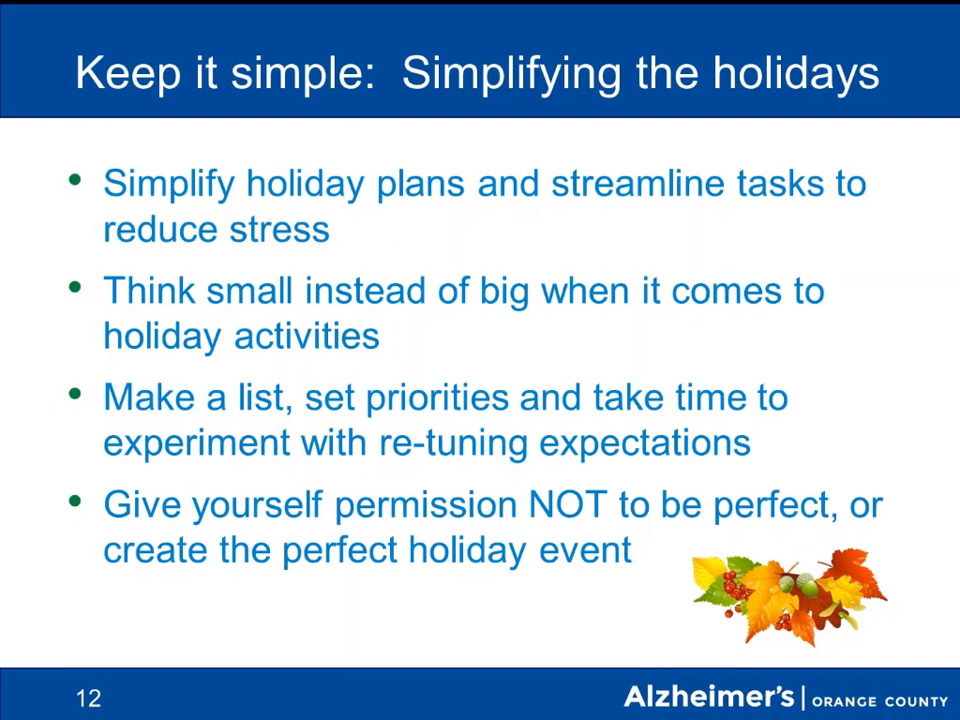 Keep it simple:  Simplifying the holidays
• Simplify holiday plans and streamline tasks to
reduce stress
• Think small instead of big when it comes to
holiday activities
• Make a list, set priorities and take time to
experiment with re-tuning expectations
• Give yourself permission NOT to be perfect, or
create the perfect holiday event
12
Alzheimer's | ORANGE COUNTY